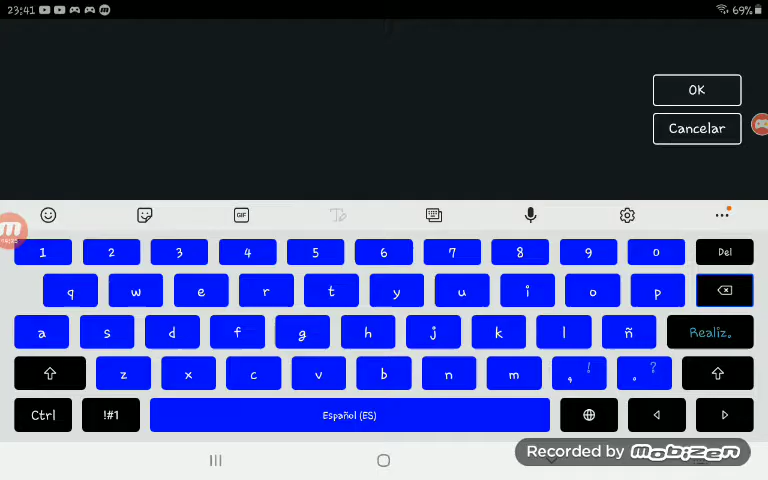 23:41 69%
OK
Cancelar
GIF
1 2 3 4 5 6 7 8 9 0 Del
q w e r t y u i o p
a s d f g h j k l ñ Realiz.
z x c v b n m , ! . ?
Ctrl !#1 Español (ES)
Recorded by mobizen